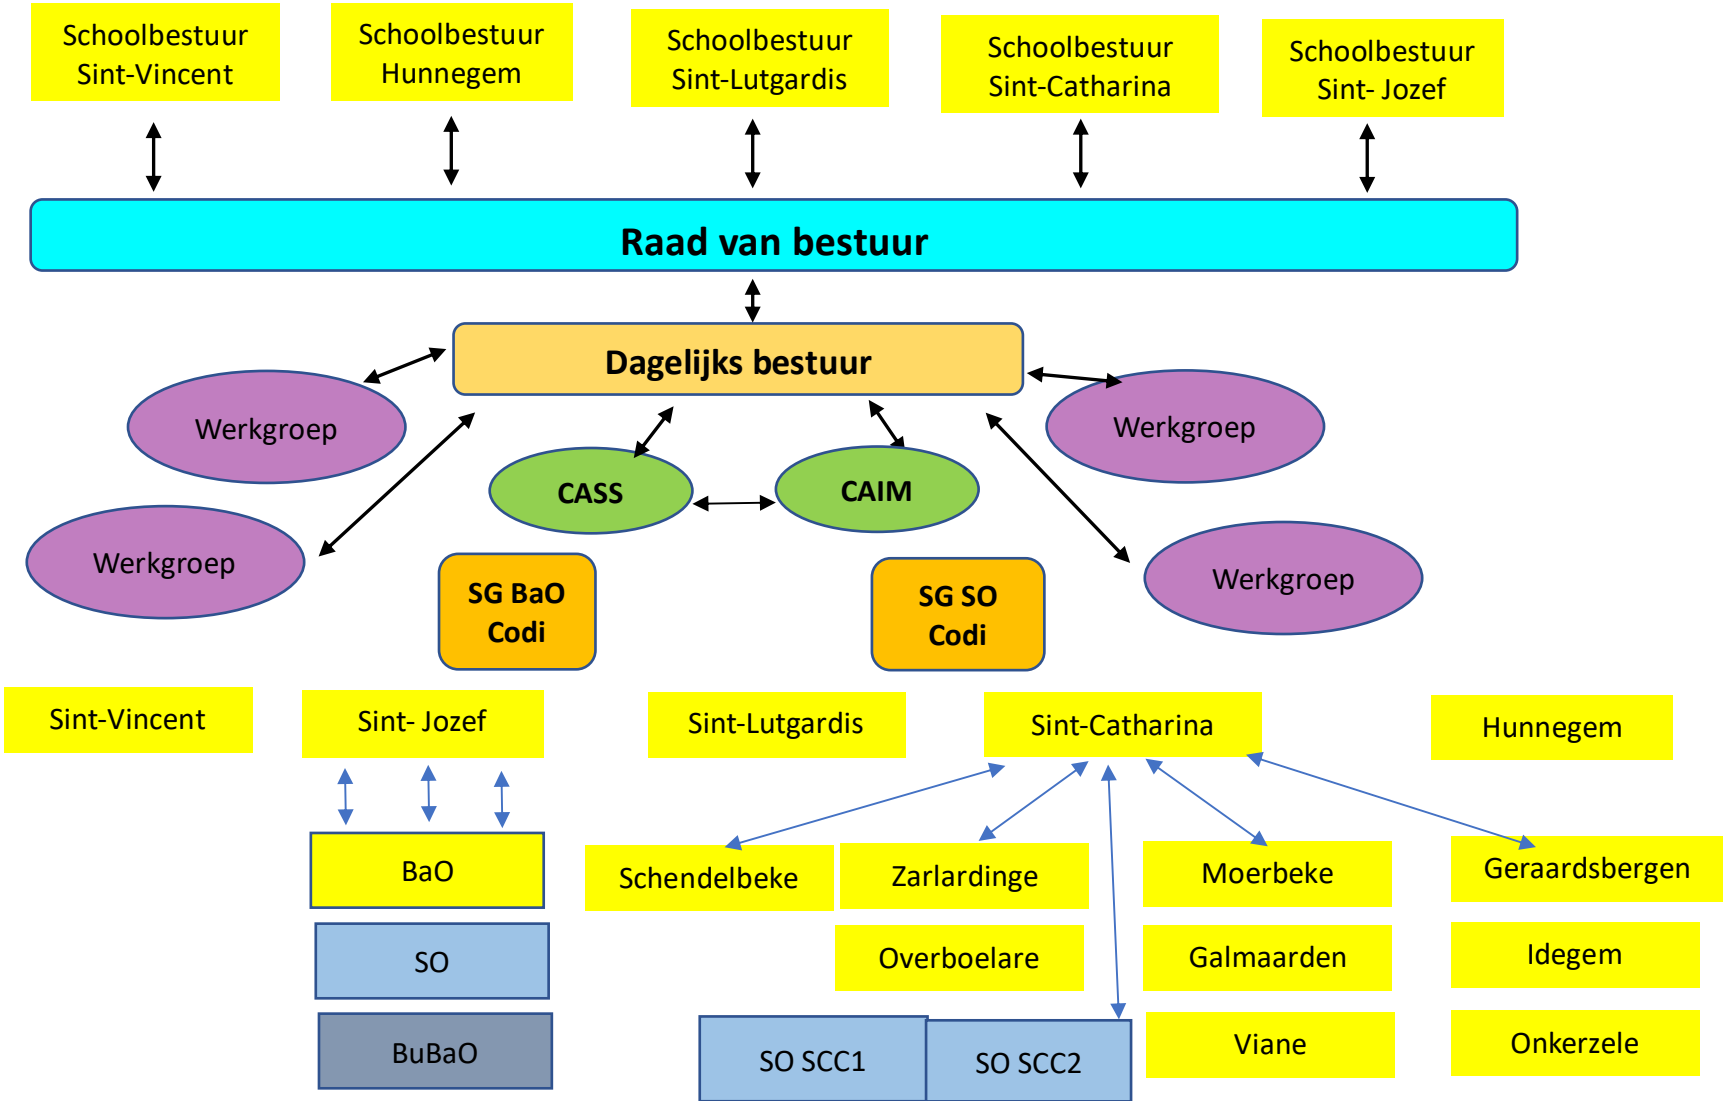 Schoolbestuur
Sint-Vincent
Schoolbestuur
Hunnegem
Schoolbestuur
Sint-Lutgardis
Schoolbestuur
Sint-Catharina
Schoolbestuur
Sint- Jozef
Raad van bestuur
Dagelijks bestuur
Werkgroep
Werkgroep
CASS
CAIM
Werkgroep
Werkgroep
SG BaO
Codi
SG SO
Codi
Sint-Vincent
Sint- Jozef
Sint-Lutgardis
Sint-Catharina
Hunnegem
BaO
Schendelbeke
Zarlardinge
Moerbeke
Geraardsbergen
SO
Overboelare
Galmaarden
Idegem
BuBaO
SO SCC1
SO SCC2
Viane
Onkerzele